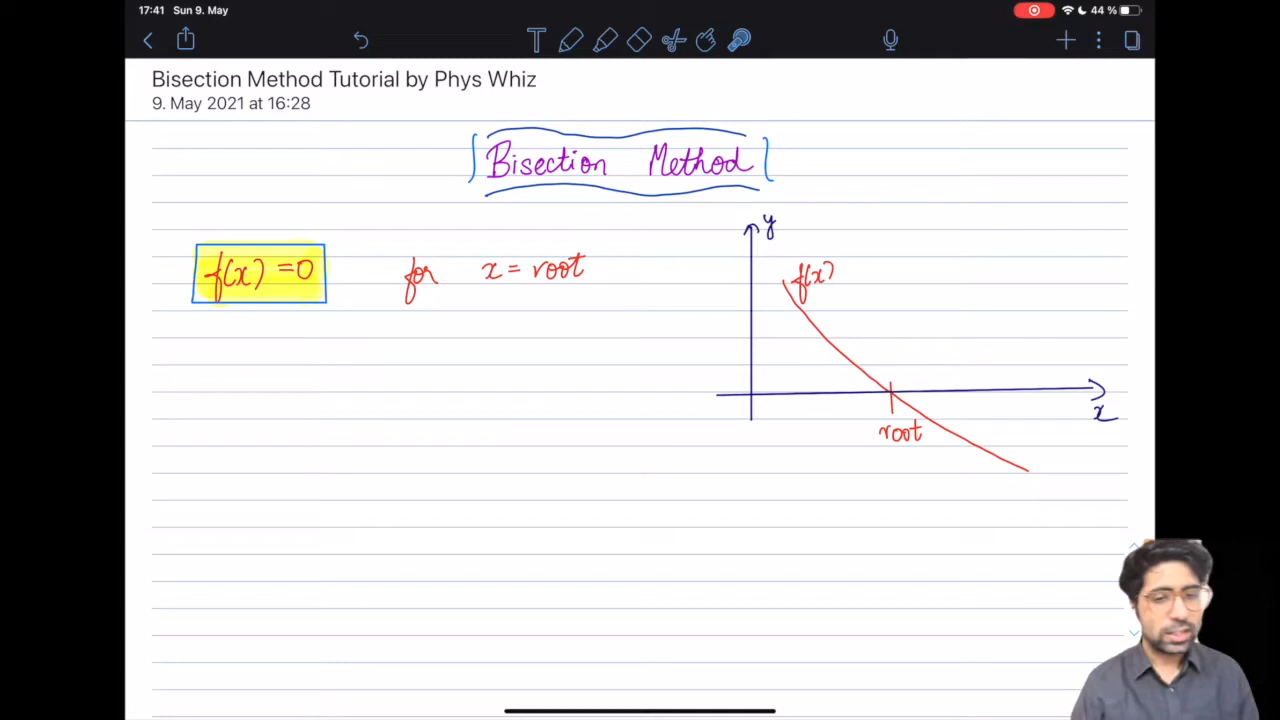 17:41 Sun 9. May 44 %
Bisection Method Tutorial by Phys Whiz
9. May 2021 at 16:28
Bisection Method
f(x) =0 for x = root
y
f(x)
x
root